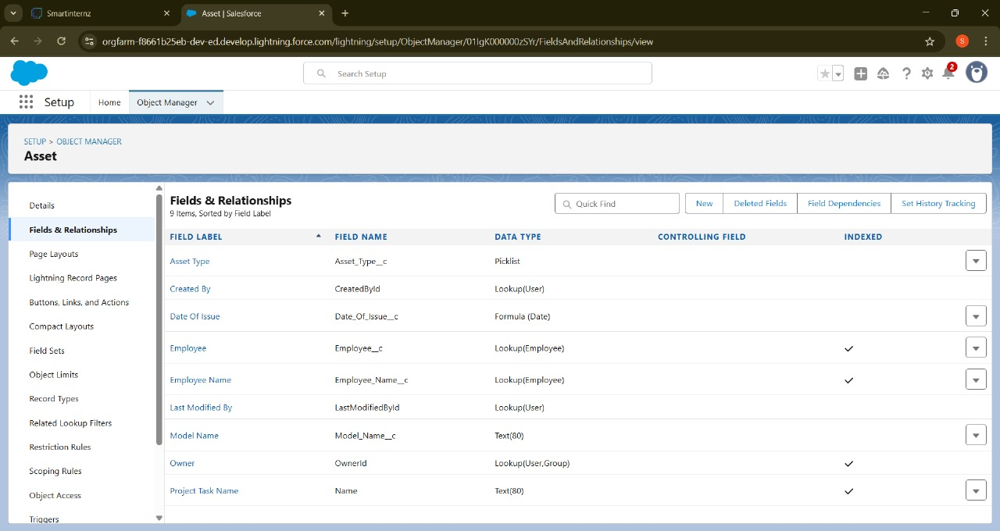 Smartinternz
Asset | Salesforce
orgfarm-f8661b25eb-dev-ed.develop.lightning.force.com/lightning/setup/ObjectManager/01IgK000000zSYr/FieldsAndRelationships/view
S
Search Setup
2
Setup Home Object Manager
SETUP > OBJECT MANAGER
Asset
Details
Fields & Relationships
Page Layouts
Lightning Record Pages
Buttons, Links, and Actions
Compact Layouts
Field Sets
Object Limits
Record Types
Related Lookup Filters
Restriction Rules
Scoping Rules
Object Access
Triggers
Fields & Relationships
9 Items, Sorted by Field Label
Quick Find New Deleted Fields Field Dependencies Set History Tracking
FIELD LABEL FIELD NAME DATA TYPE CONTROLLING FIELD INDEXED
Asset Type Asset_Type__c Picklist
Created By CreatedById Lookup(User)
Date Of Issue Date_Of_Issue__c Formula (Date)
Employee Employee__c Lookup(Employee)
Employee Name Employee_Name__c Lookup(Employee)
Last Modified By LastModifiedById Lookup(User)
Model Name Model_Name__c Text(80)
Owner OwnerId Lookup(User,Group)
Project Task Name Name Text(80)